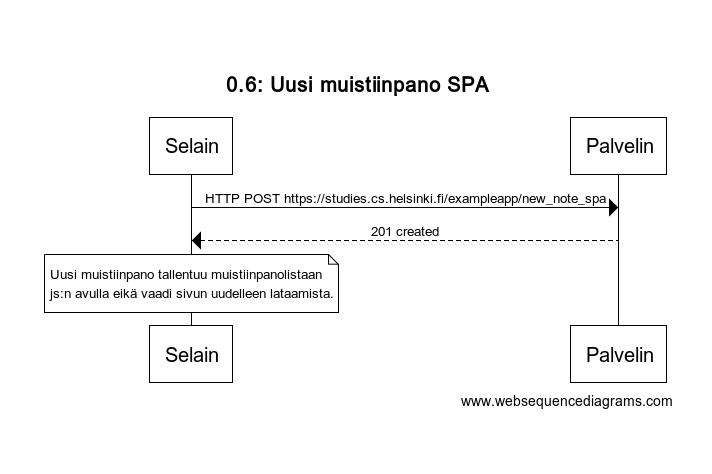 0.6: Uusi muistiinpano SPA
Selain
Palvelin
HTTP POST https://studies.cs.helsinki.fi/exampleapp/new_note_spa
201 created
Uusi muistiinpano tallentuu muistiinpanolistaan
js:n avulla eikä vaadi sivun uudelleen lataamista.
Selain
Palvelin
www.websequencediagrams.com